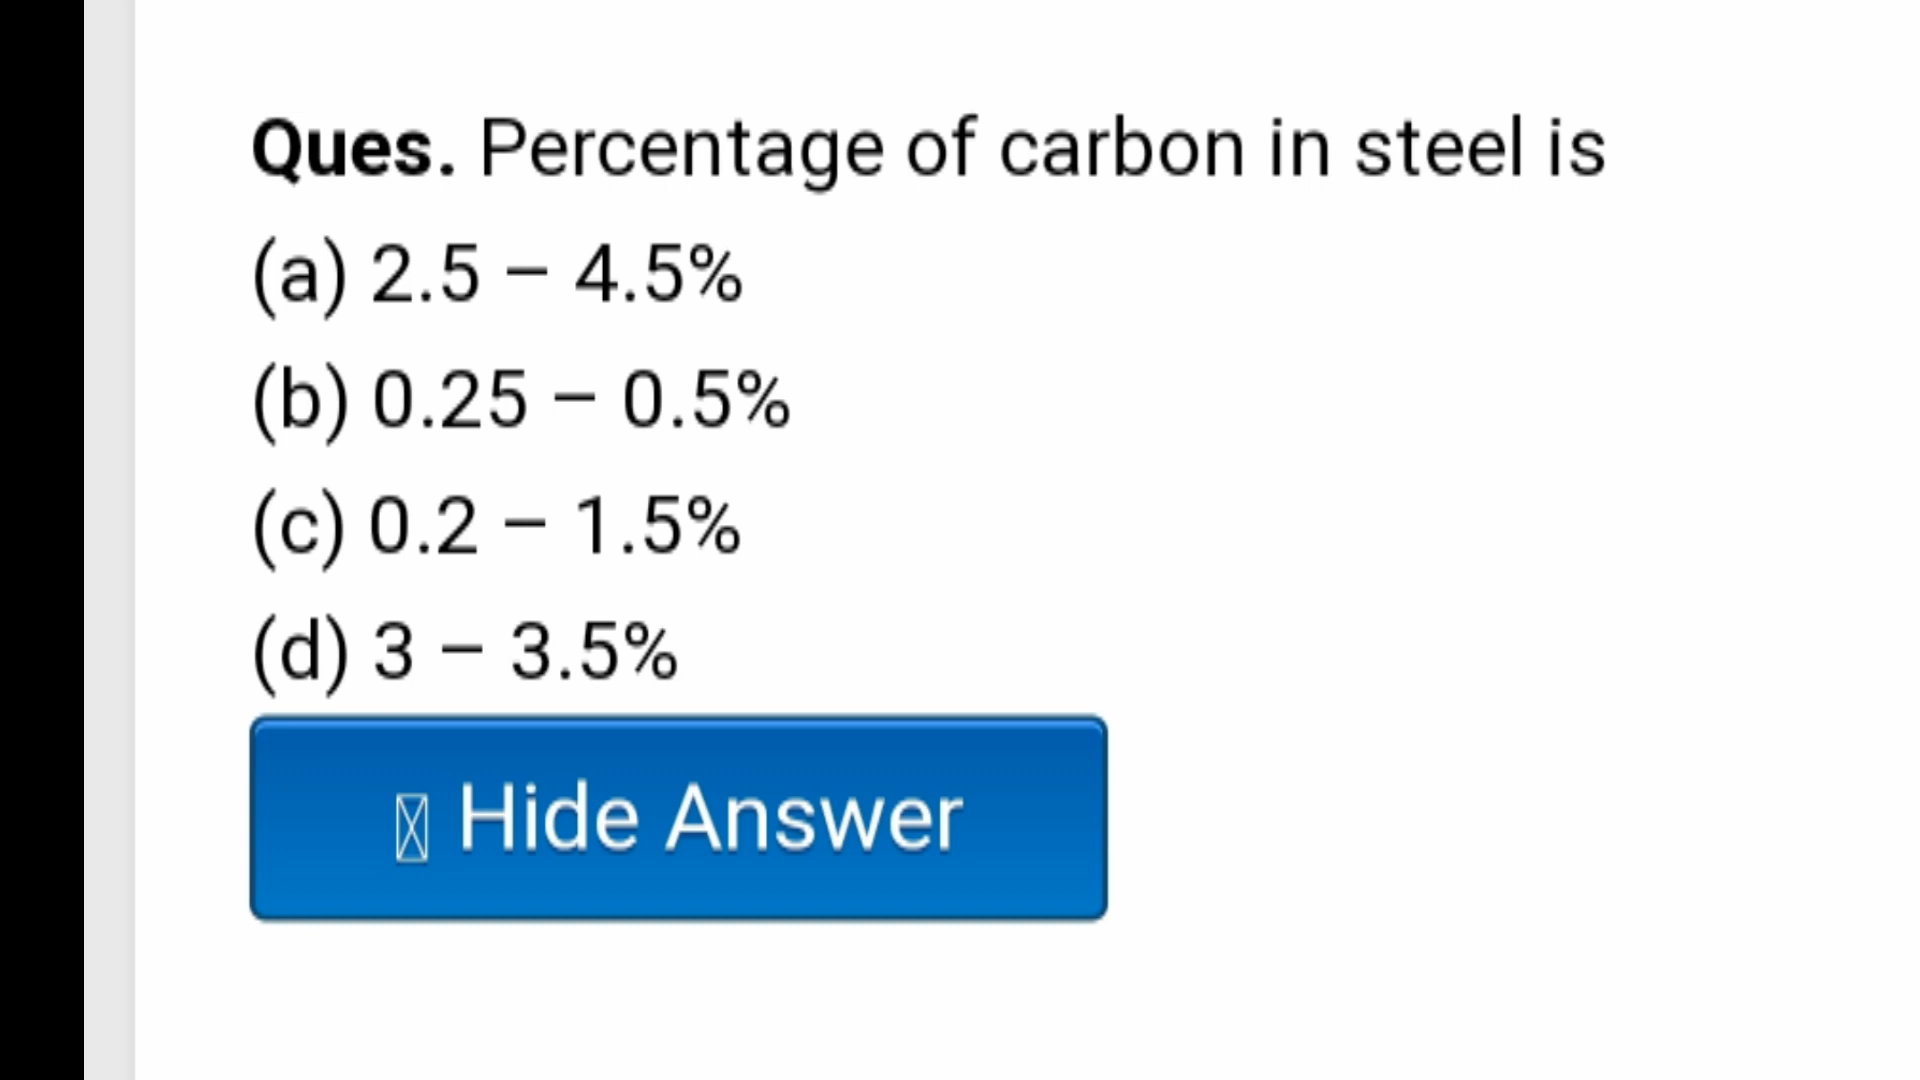 Ques. Percentage of carbon in steel is
(a) 2.5 – 4.5%
(b) 0.25 – 0.5%
(c) 0.2 – 1.5%
(d) 3 – 3.5%
Hide Answer